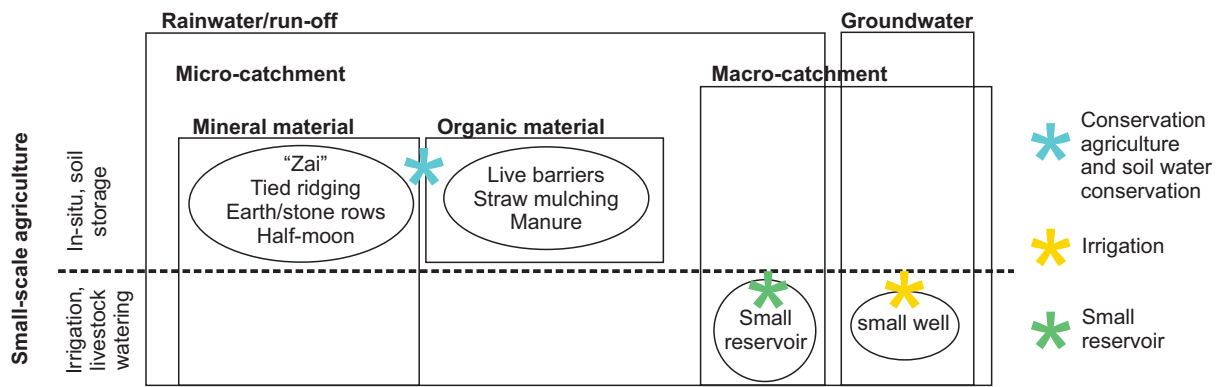 Rainwater/run-off
Groundwater
Micro-catchment
Macro-catchment
Mineral material
Organic material
“Zai”
Tied ridging
Earth/stone rows
Half-moon
Live barriers
Straw mulching
Manure
Small
reservoir
small well
Small-scale agriculture
In-situ, soil
storage
Irrigation,
livestock
watering
Conservation
agriculture
and soil water
conservation
Irrigation
Small
reservoir